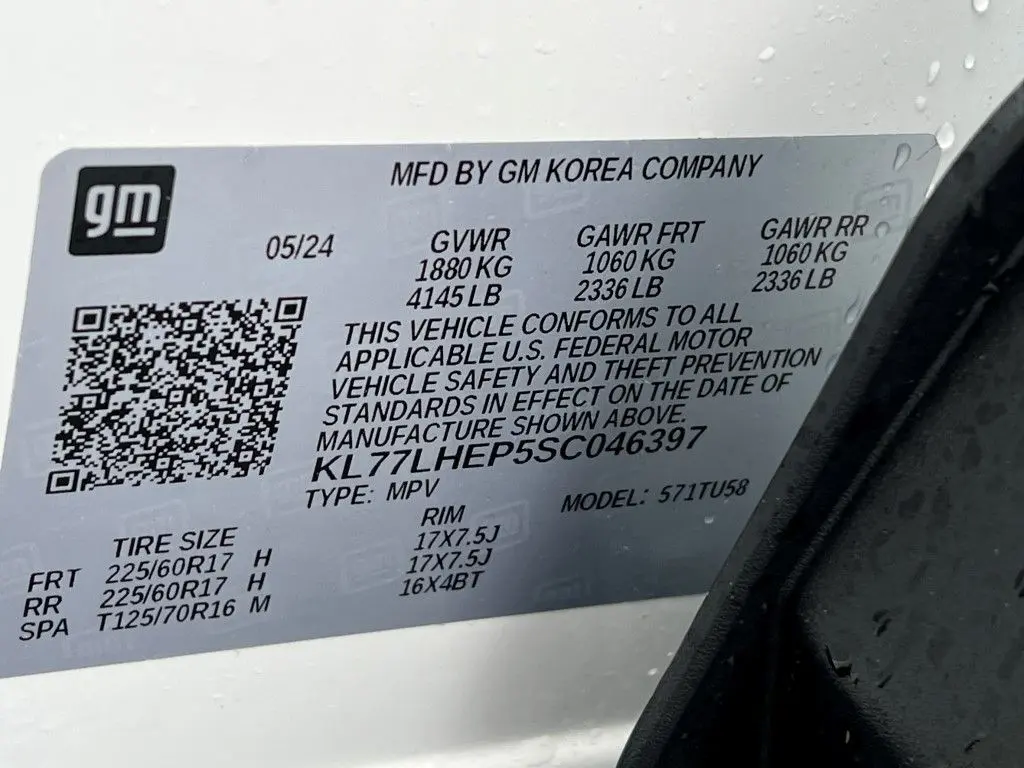 gm
MFD BY GM KOREA COMPANY
05/24 GVWR GAWR FRT GAWR RR
1880 KG 1060 KG 1060 KG
4145 LB 2336 LB 2336 LB
THIS VEHICLE CONFORMS TO ALL
APPLICABLE U.S. FEDERAL MOTOR
VEHICLE SAFETY AND THEFT PREVENTION
STANDARDS IN EFFECT ON THE DATE OF
MANUFACTURE SHOWN ABOVE.
KL77LHEP5SC046397
TYPE: MPV MODEL: 571TU58
TIRE SIZE RIM
FRT 225/60R17 H 17X7.5J
RR 225/60R17 H 17X7.5J
SPA T125/70R16 M 16X4BT